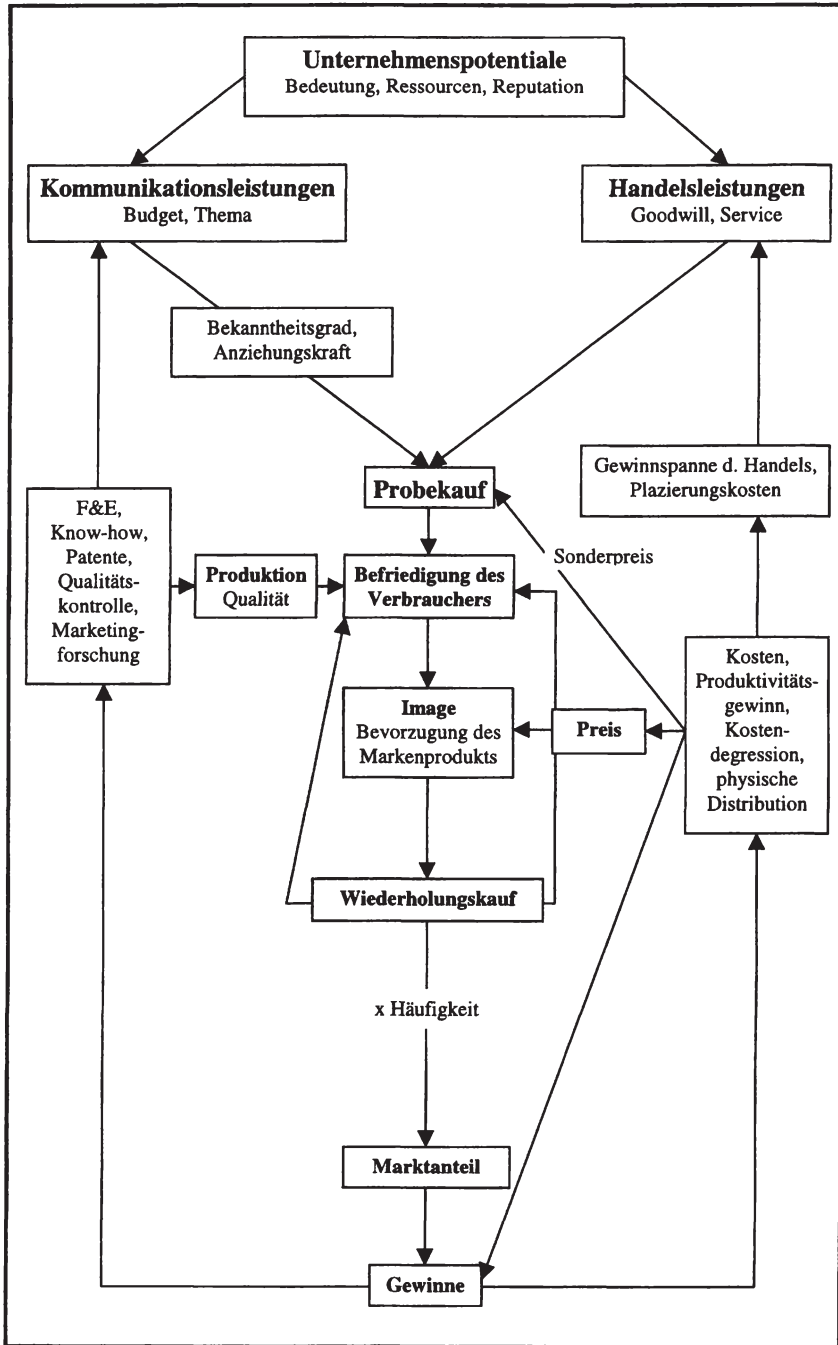 Unternehmenspotentiale
Bedeutung, Ressourcen, Reputation
Kommunikationsleistungen
Budget, Thema
Handelsleistungen
Goodwill, Service
Bekanntheitsgrad,
Anziehungskraft
Gewinnspanne d. Handels,
Plazierungskosten
Probekauf
F&E,
Know-how,
Patente,
Qualitäts-
kontrolle,
Marketing-
forschung
Produktion
Qualität
Befriedigung des
Verbrauchers
Sonderpreis
Image
Bevorzugung des
Markenprodukts
Preis
Kosten,
Produktivitäts-
gewinn,
Kosten-
degression,
physische
Distribution
Wiederholungskauf
x Häufigkeit
Marktanteil
Gewinne